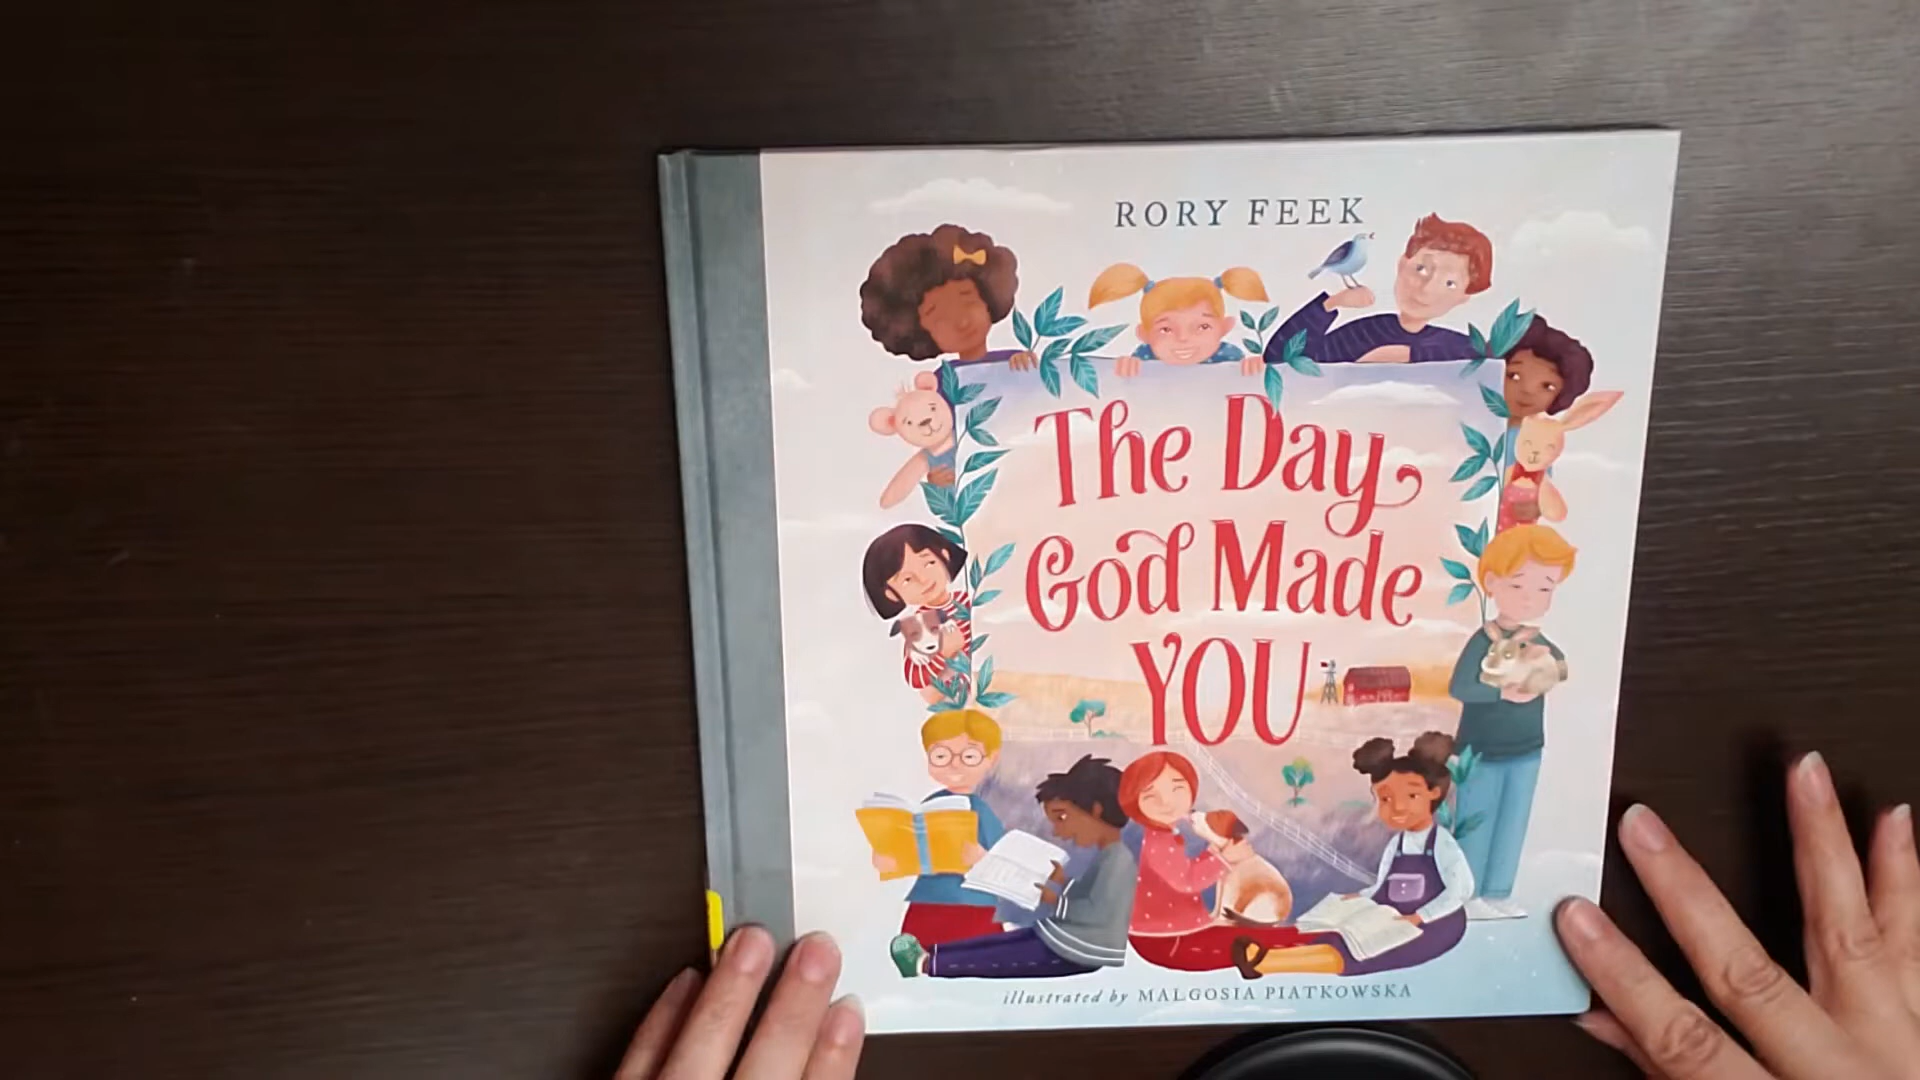 RORY FEEK
The Day
God Made
YOU
illustrated by MALGOSIA PIATKOWSKA